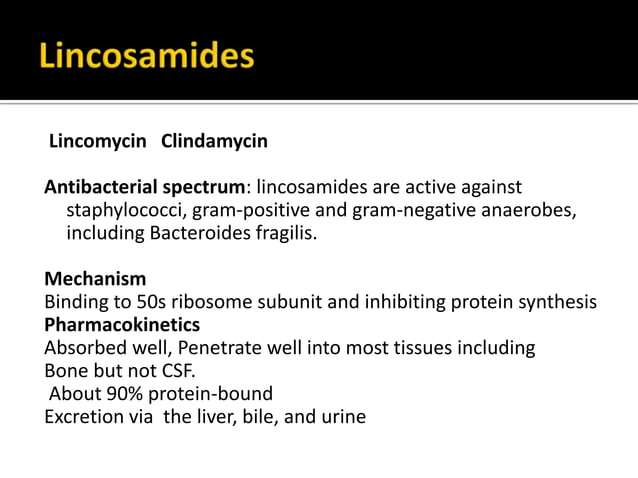 Lincosamides
Lincomycin Clindamycin
Antibacterial spectrum: lincosamides are active against
staphylococci, gram-positive and gram-negative anaerobes,
including Bacteroides fragilis.
Mechanism
Binding to 50s ribosome subunit and inhibiting protein synthesis
Pharmacokinetics
Absorbed well, Penetrate well into most tissues including
Bone but not CSF.
About 90% protein-bound
Excretion via the liver, bile, and urine